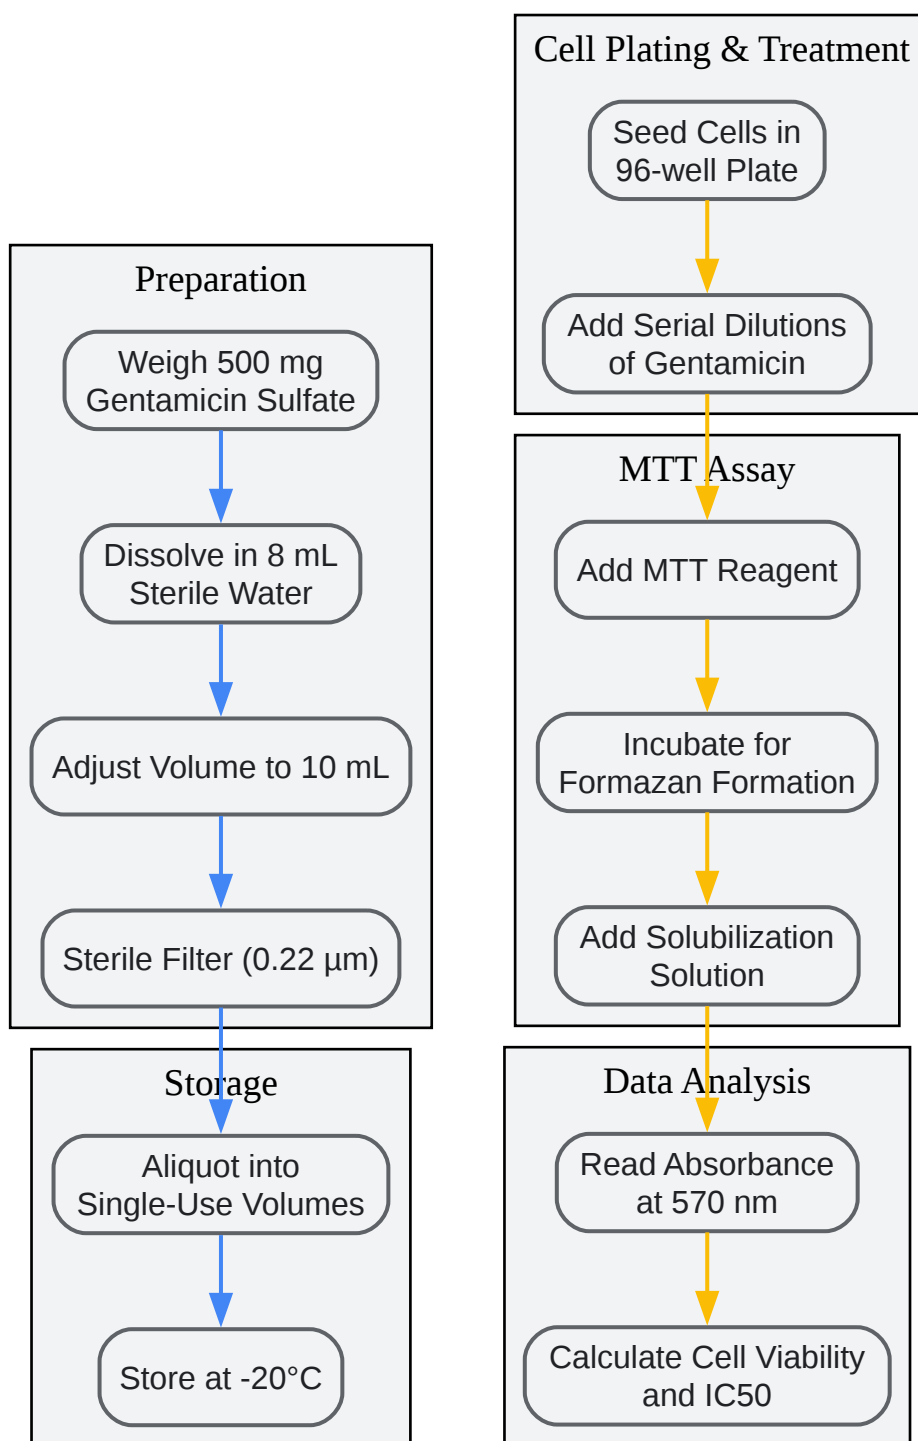 Preparation
Weigh 500 mg
Gentamicin Sulfate
Dissolve in 8 mL
Sterile Water
Adjust Volume to 10 mL
Sterile Filter (0.22 µm)
Storage
Aliquot into
Single-Use Volumes
Store at -20°C
Cell Plating & Treatment
Seed Cells in
96-well Plate
Add Serial Dilutions
of Gentamicin
MTT Assay
Add MTT Reagent
Incubate for
Formazan Formation
Add Solubilization
Solution
Data Analysis
Read Absorbance
at 570 nm
Calculate Cell Viability
and IC50